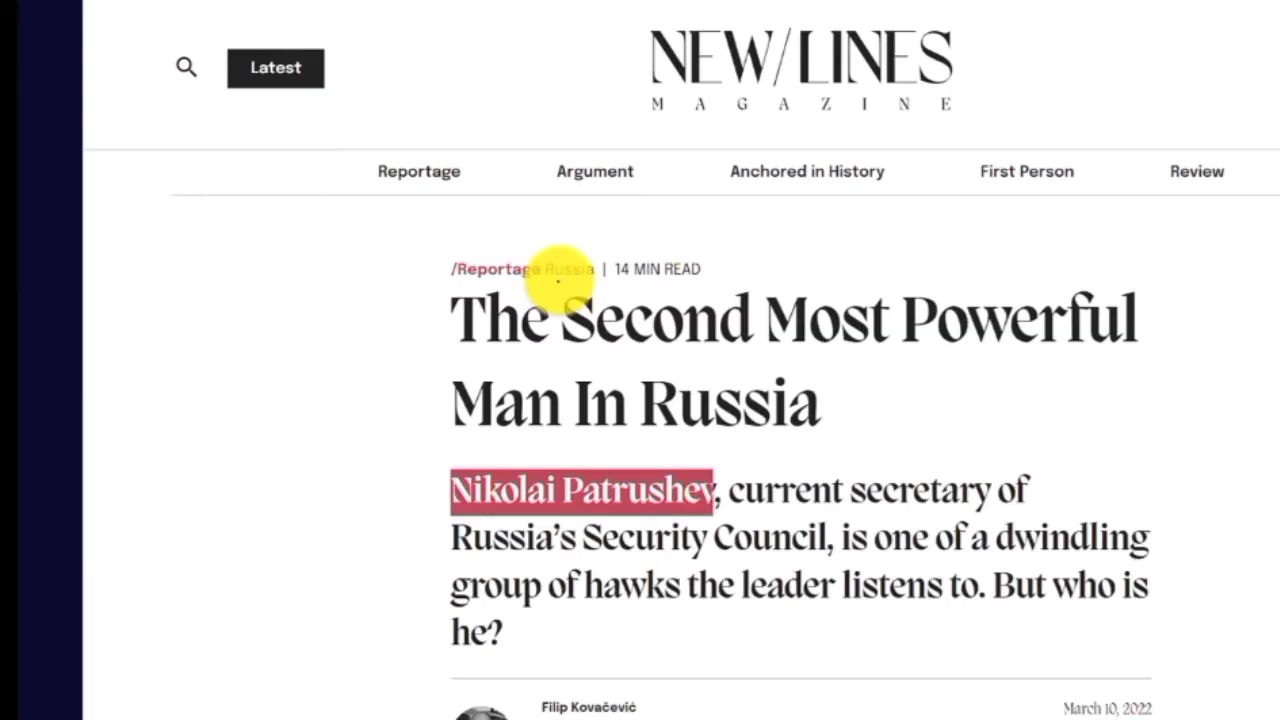 Latest
NEW/LINES
MAGAZINE
Reportage Argument Anchored in History First Person Review
/Reportage Russia | 14 MIN READ
The Second Most Powerful
Man In Russia
Nikolai Patrushev, current secretary of
Russia's Security Council, is one of a dwindling
group of hawks the leader listens to. But who is
he?
Filip Kovačević March 10, 2022